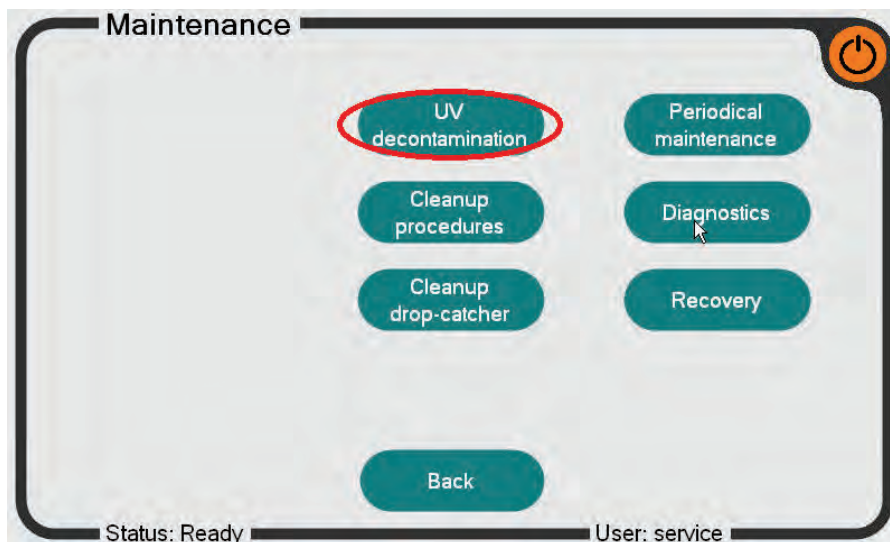 Maintenance
UV
decontamination
Periodical
maintenance
Cleanup
procedures
Diagnostics
Cleanup
drop-catcher
Recovery
Back
Status: Ready
User: service